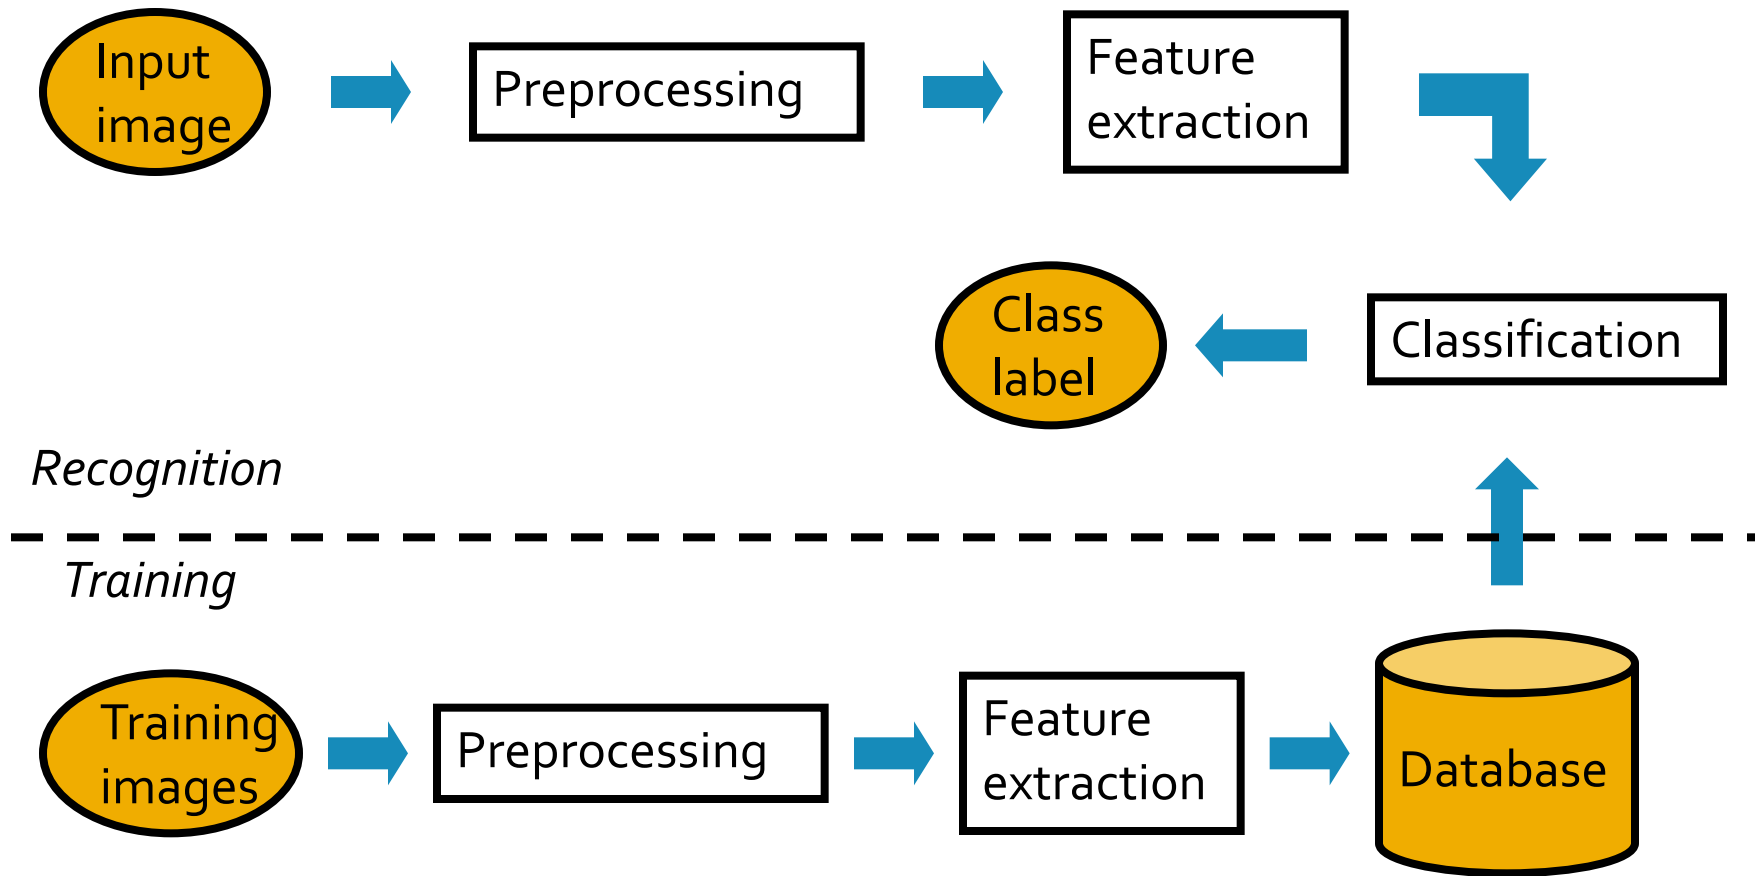 Input
image
Preprocessing
Feature
extraction
Class
label
Classification
Recognition
Training
Training
images
Preprocessing
Feature
extraction
Database